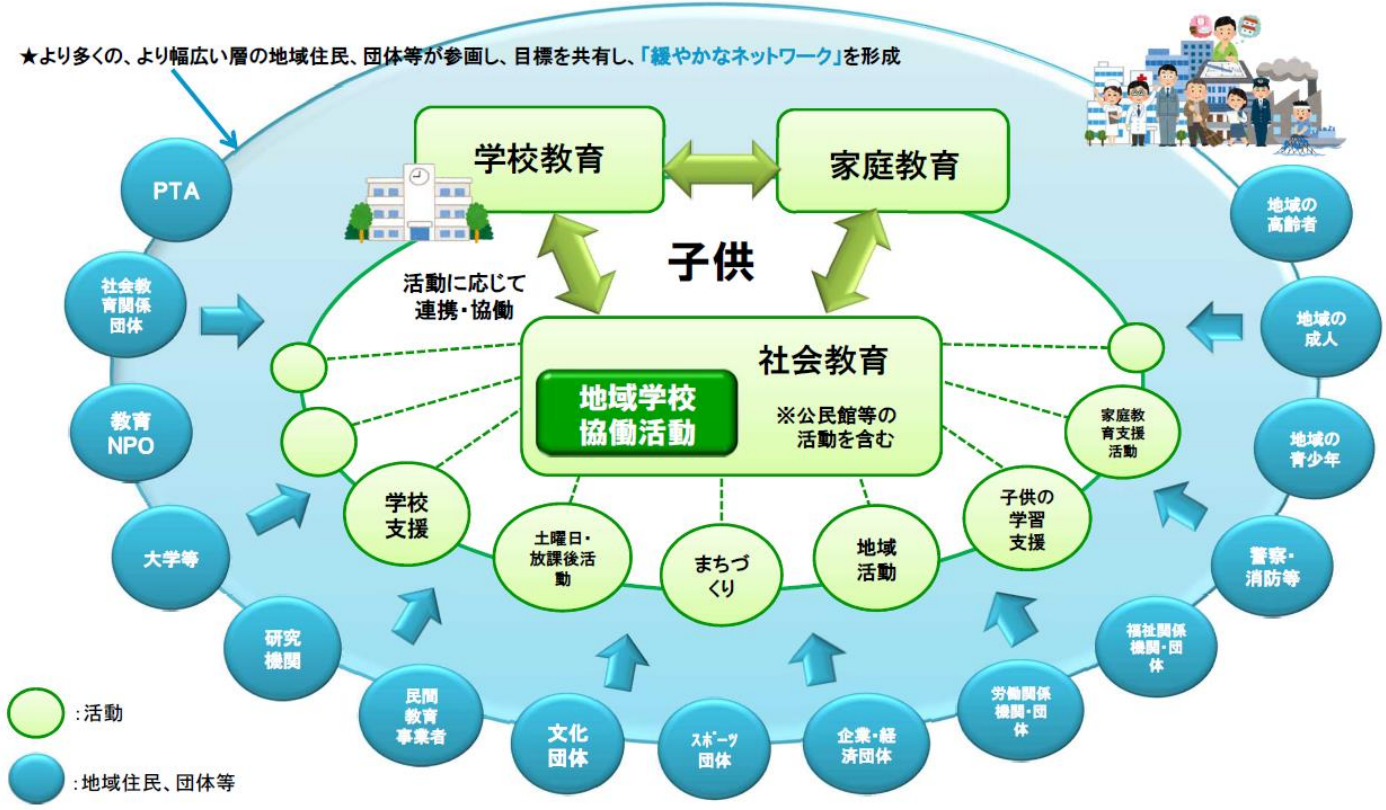 ★より多くの、より幅広い層の地域住民、団体等が参画し、目標を共有し、「緩やかなネットワーク」を形成
学校教育
家庭教育
子供
活動に応じて
連携・協働
社会教育
地域学校
協働活動
※公民館等の
活動を含む
学校
支援
土曜日・
放課後活
動
まちづ
くり
地域
活動
子供の
学習
支援
家庭教
育支援
活動
PTA
社会教
育関係
団体
教育
NPO
大学等
研究
機関
民間
教育
事業者
文化
団体
スポーツ
団体
企業・経
済団体
労働関係
機関・団
体
福祉関係
機関・団
体
警察・
消防等
地域の
青少年
地域の
成人
地域の
高齢者
:活動
:地域住民、団体等